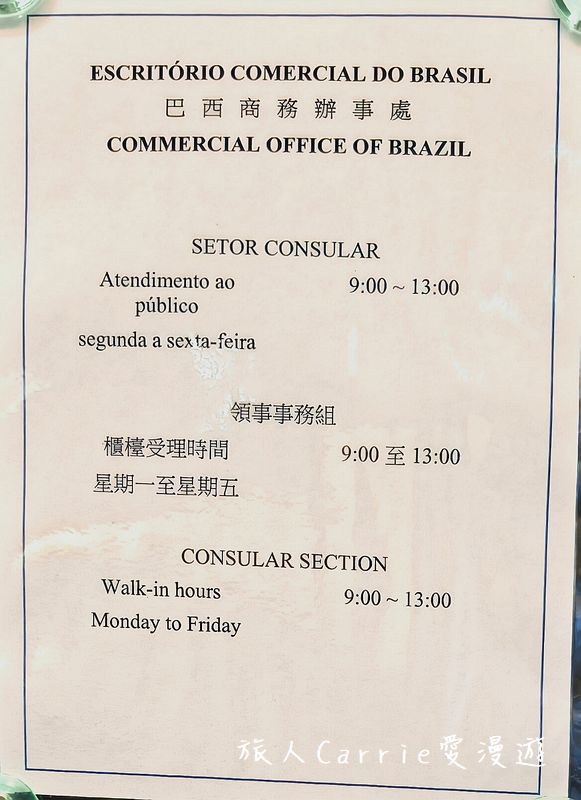 ESCRITÓRIO COMERCIAL DO BRASIL
巴西商務辦事處
COMMERCIAL OFFICE OF BRAZIL
SETOR CONSULAR
Atendimento ao 9:00 ~ 13:00
público
segunda a sexta-feira
領事事務組
櫃檯受理時間 9:00 至 13:00
星期一至星期五
CONSULAR SECTION
Walk-in hours 9:00 ~ 13:00
Monday to Friday
旅人Carrie愛漫遊